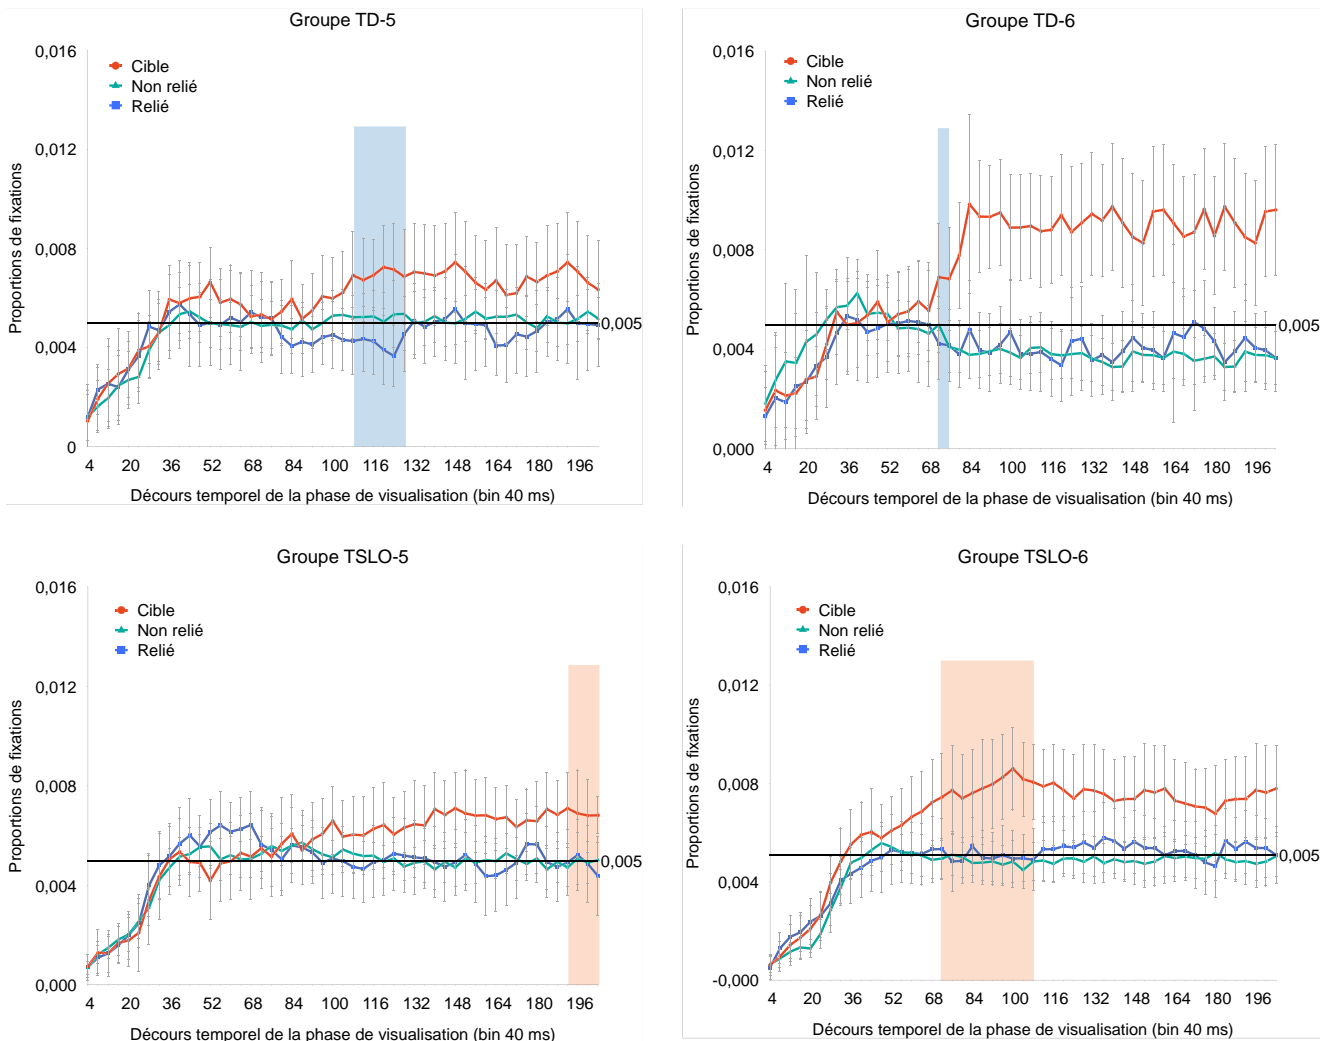 Groupe TD-5
0,016
0,012
0,008
0,004
0
Proportions de fixations
Cible
Non relié
Relié
0,005
4 20 36 52 68 84 100 116 132 148 164 180 196
Décours temporel de la phase de visualisation (bin 40 ms)
Groupe TD-6
0,016
0,012
0,008
0,004
0,000
Proportions de fixations
Cible
Non relié
Relié
0,005
4 20 36 52 68 84 100 116 132 148 164 180 196
Décours temporel de la phase de visualisation (bin 40 ms)
Groupe TSLO-5
0,016
0,012
0,008
0,004
0,000
Proportions de fixations
Cible
Non relié
Relié
0,005
4 20 36 52 68 84 100 116 132 148 164 180 196
Décours temporel de la phase de visualisation (bin 40 ms)
Groupe TSLO-6
0,016
0,012
0,008
0,004
-0,000
Proportions de fixations
Cible
Non relié
Relié
0,005
4 20 36 52 68 84 100 116 132 148 164 180 196
Décours temporel de la phase de visualisation (bin 40 ms)